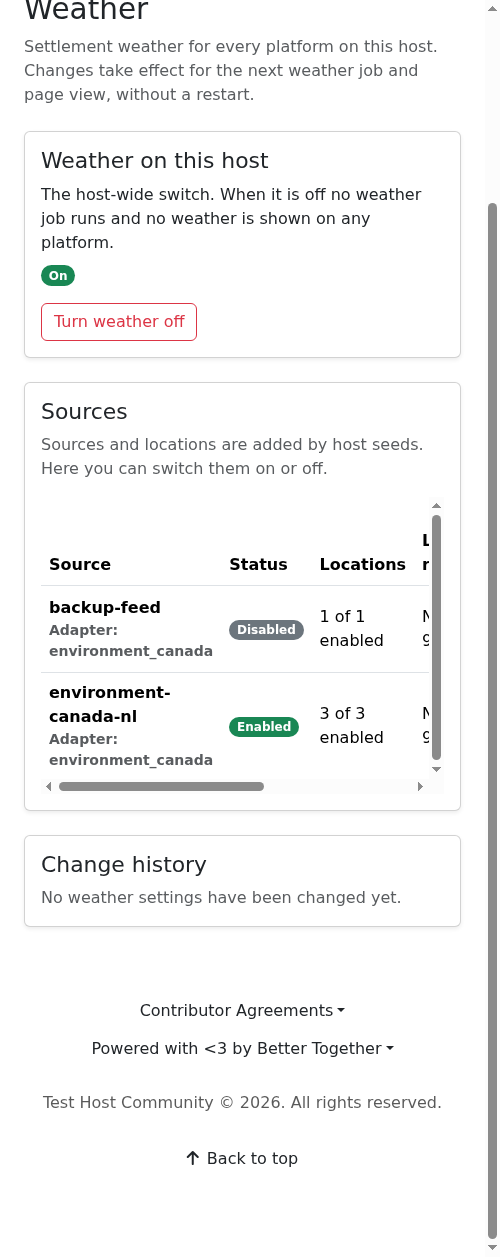 Weather
Settlement weather for every platform on this host.
Changes take effect for the next weather job and
page view, without a restart.
Weather on this host
The host-wide switch. When it is off no weather
job runs and no weather is shown on any
platform.
On
Turn weather off
Sources
Sources and locations are added by host seeds.
Here you can switch them on or off.
Source Status Locations
backup-feed
Adapter:
environment_canada
Disabled
1 of 1
enabled
environment-
canada-nl
Adapter:
environment_canada
Enabled
3 of 3
enabled
Change history
No weather settings have been changed yet.
Contributor Agreements
Powered with <3 by Better Together
Test Host Community © 2026. All rights reserved.
Back to top